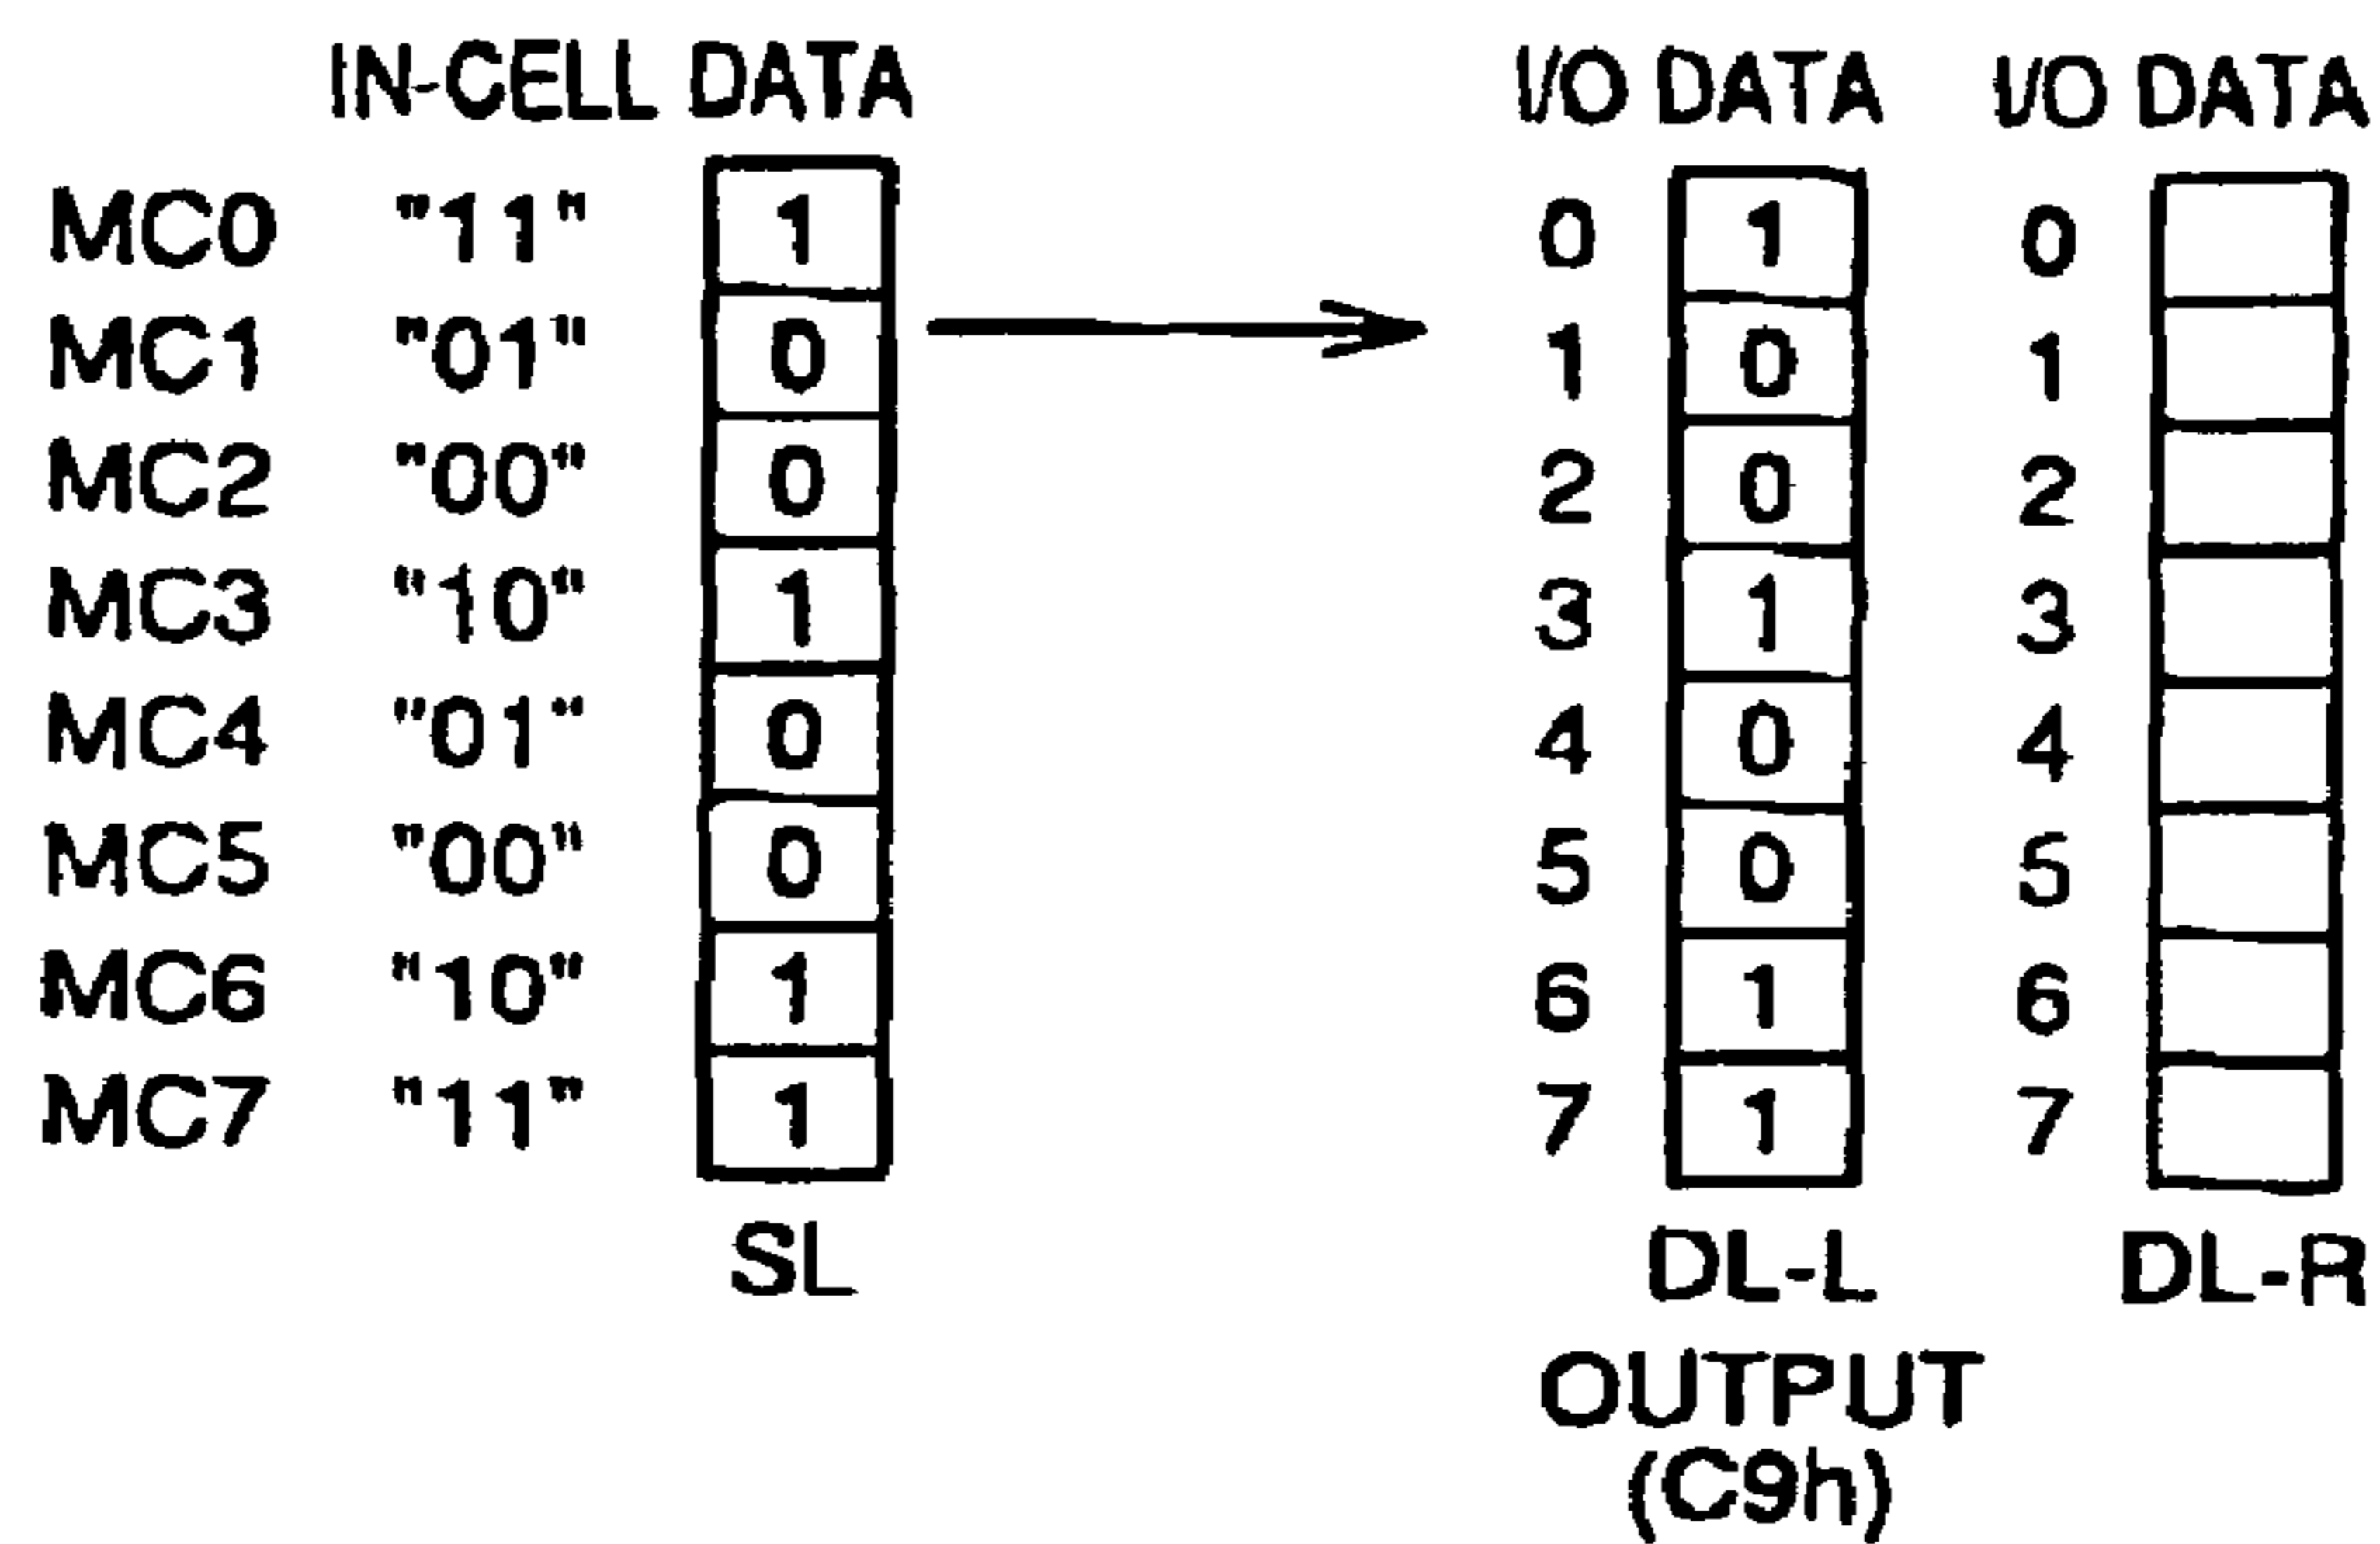 IN-CELL DATA I/O DATA I/O DATA
MC0 "11" 1 0 1 0
MC1 "01" 0 1 0 1
MC2 "00" 0 2 0 2
MC3 "10" 1 3 1 3
MC4 "01" 0 4 0 4
MC5 "00" 0 5 0 5
MC6 "10" 1 6 1 6
MC7 "11" 1 7 1 7
SL DL-L DL-R
OUTPUT
(C9h)